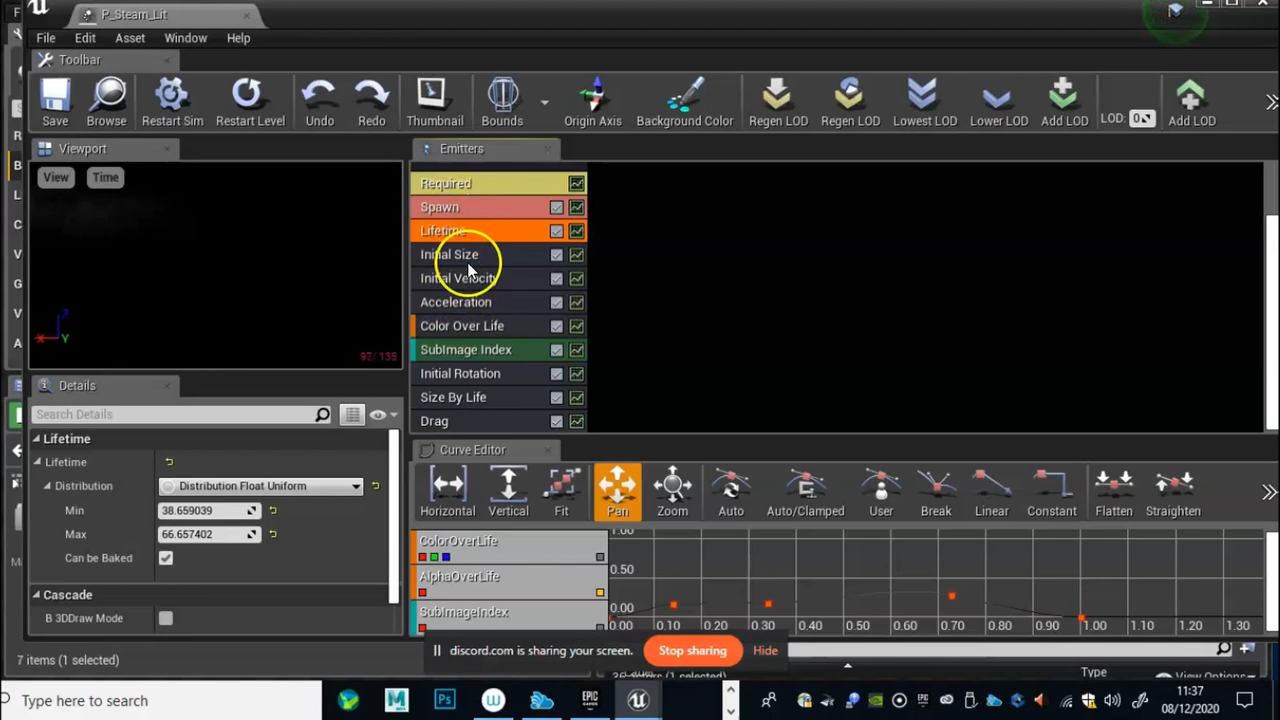 P_Steam_Lit
File Edit Asset Window Help
Toolbar
Save Browse Restart Sim Restart Level Undo Redo Thumbnail Bounds Origin Axis Background Color Regen LOD Regen LOD Lowest LOD Lower LOD Add LOD LOD: 0 Add LOD
Viewport
View Time
X Y
97/ 135
Emitters
Required
Spawn
Lifetime
Initial Size
Initial Velocity
Acceleration
Color Over Life
SubImage Index
Initial Rotation
Size By Life
Drag
Details
Search Details
Lifetime
Lifetime
Distribution Distribution Float Uniform
Min 38.659039
Max 66.657402
Can be Baked
Cascade
B 3DDraw Mode
Curve Editor
Horizontal Vertical Fit Pan Zoom Auto Auto/Clamped User Break Linear Constant Flatten Straighten
ColorOverLife
AlphaOverLife
SubImageIndex
1.00
0.50
0.00
0.00 0.10 0.20 0.30 0.40 0.50 0.60 0.70 0.80 0.90 1.00 1.10 1.20 1.30
discord.com is sharing your screen. Stop sharing Hide
7 items (1 selected)
Type
View Options
Type here to search
11:37
08/12/2020